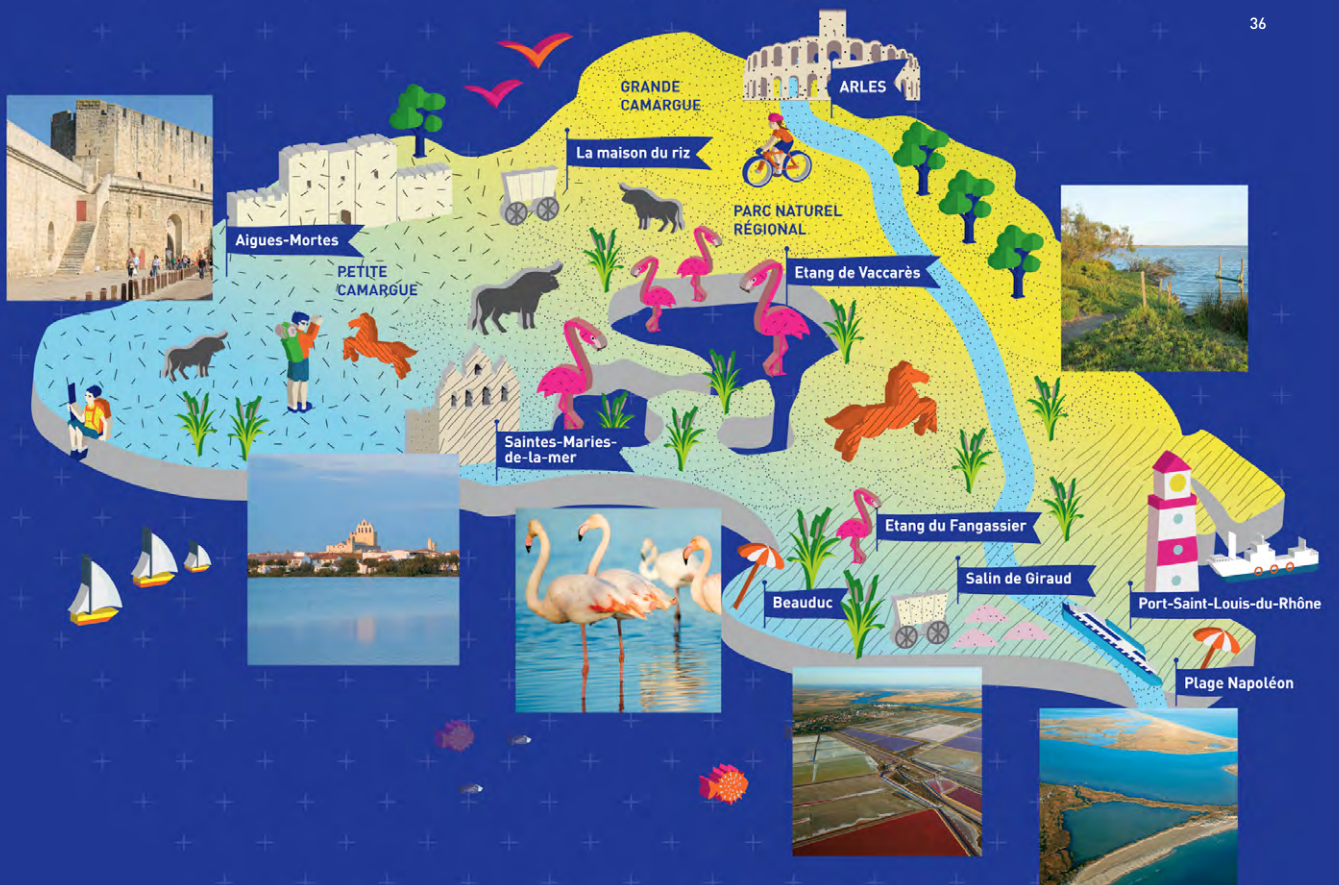 36
GRANDE
CAMARGUE
ARLES
La maison du riz
PARC NATUREL
RÉGIONAL
Aigues-Mortes
PETITE
CAMARGUE
Etang de Vaccarès
Saintes-Maries-
de-la-mer
Etang du Fangassier
Salin de Giraud
Beauduc
Port-Saint-Louis-du-Rhône
Plage Napoléon